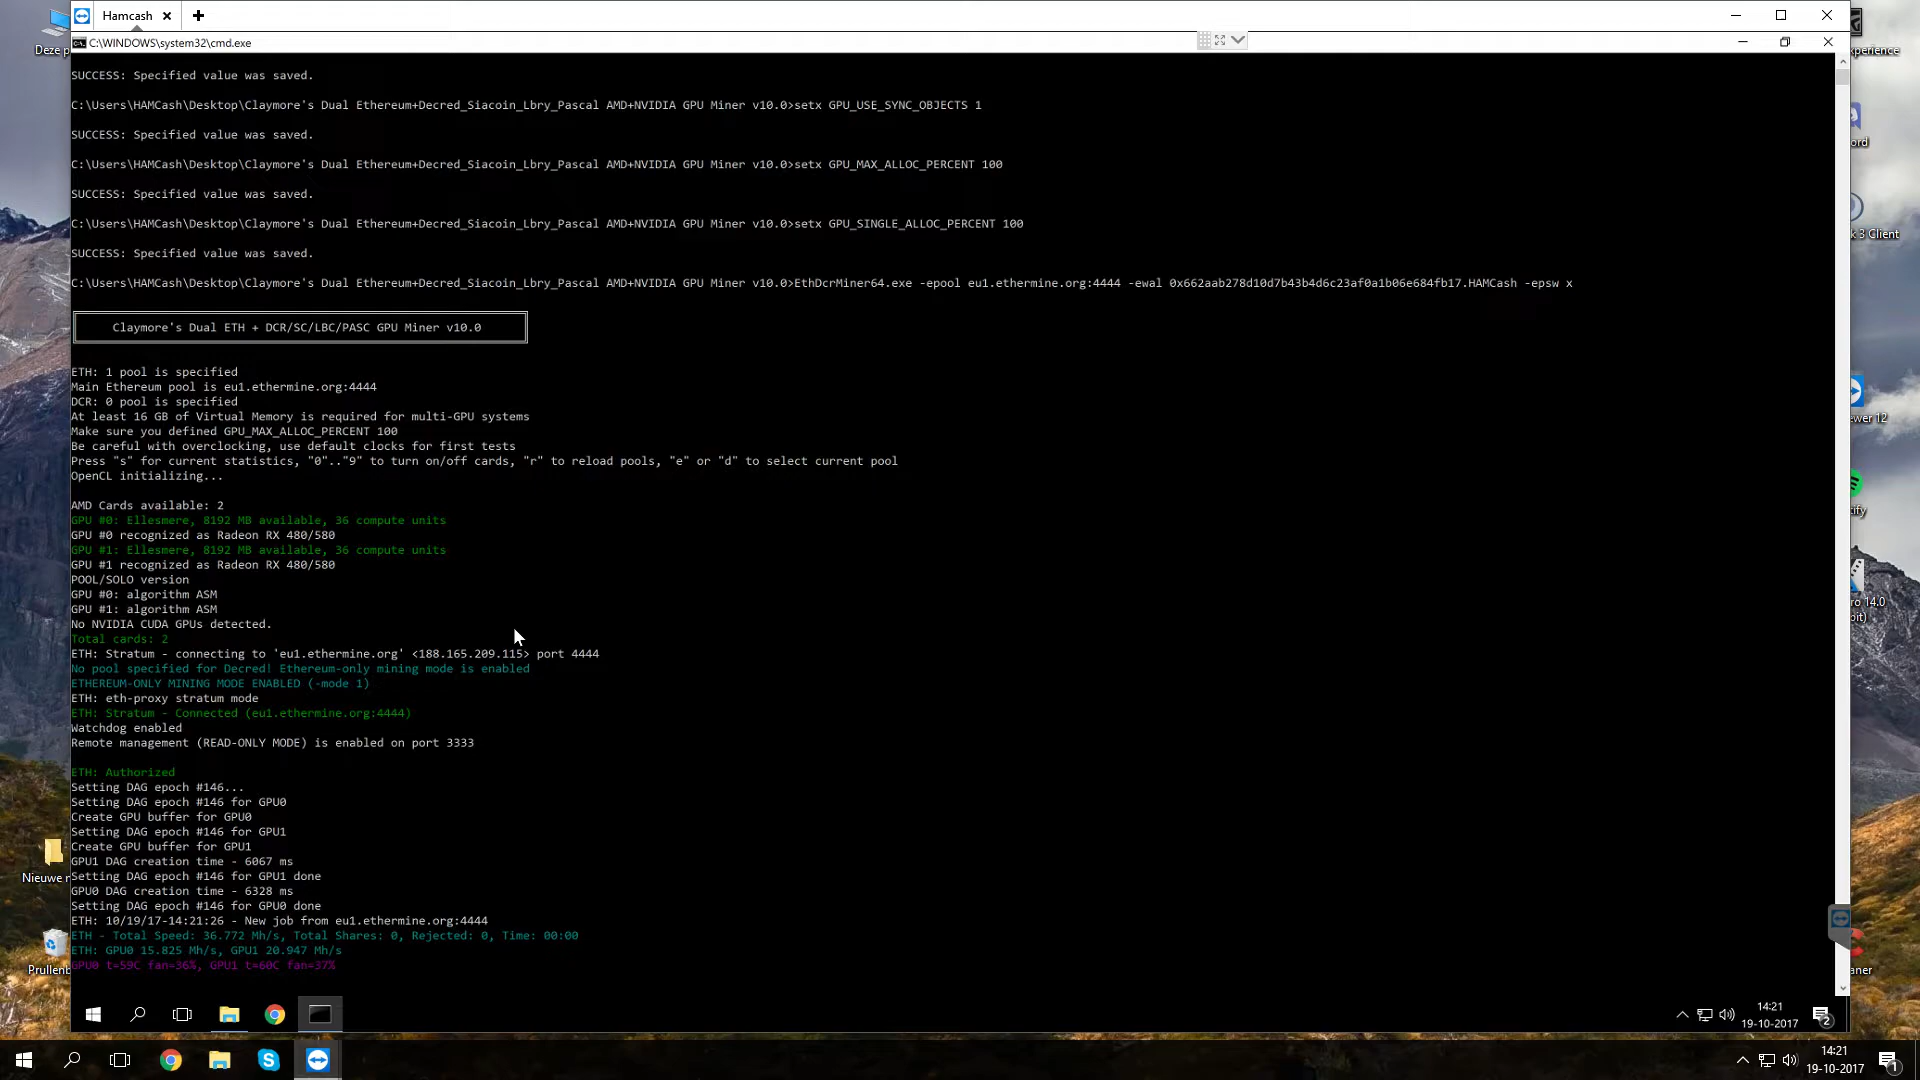 Hamcash
C:\WINDOWS\system32\cmd.exe
SUCCESS: Specified value was saved.
C:\Users\HAMCash\Desktop\Claymore's Dual Ethereum+Decred_Siacoin_Lbry_Pascal AMD+NVIDIA GPU Miner v10.0>setx GPU_USE_SYNC_OBJECTS 1
SUCCESS: Specified value was saved.
C:\Users\HAMCash\Desktop\Claymore's Dual Ethereum+Decred_Siacoin_Lbry_Pascal AMD+NVIDIA GPU Miner v10.0>setx GPU_MAX_ALLOC_PERCENT 100
SUCCESS: Specified value was saved.
C:\Users\HAMCash\Desktop\Claymore's Dual Ethereum+Decred_Siacoin_Lbry_Pascal AMD+NVIDIA GPU Miner v10.0>setx GPU_SINGLE_ALLOC_PERCENT 100
SUCCESS: Specified value was saved.
C:\Users\HAMCash\Desktop\Claymore's Dual Ethereum+Decred_Siacoin_Lbry_Pascal AMD+NVIDIA GPU Miner v10.0>EthDcrMiner64.exe -epool eu1.ethermine.org:4444 -ewal 0x662aab278d10d7b43b4d6c23af0a1b06e684fb17.HAMCash -epsw x
Claymore's Dual ETH + DCR/SC/LBC/PASC GPU Miner v10.0
ETH: 1 pool is specified
Main Ethereum pool is eu1.ethermine.org:4444
DCR: 0 pool is specified
At least 16 GB of Virtual Memory is required for multi-GPU systems
Make sure you defined GPU_MAX_ALLOC_PERCENT 100
Be careful with overclocking, use default clocks for first tests
Press "s" for current statistics, "0".."9" to turn on/off cards, "r" to reload pools, "e" or "d" to select current pool
OpenCL initializing...
AMD Cards available: 2
GPU #0: Ellesmere, 8192 MB available, 36 compute units
GPU #0 recognized as Radeon RX 480/580
GPU #1: Ellesmere, 8192 MB available, 36 compute units
GPU #1 recognized as Radeon RX 480/580
POOL/SOLO version
GPU #0: algorithm ASM
GPU #1: algorithm ASM
No NVIDIA CUDA GPUs detected.
Total cards: 2
ETH: Stratum - connecting to 'eu1.ethermine.org' <188.165.209.115> port 4444
No pool specified for Decred! Ethereum-only mining mode is enabled
ETHEREUM-ONLY MINING MODE ENABLED (-mode 1)
ETH: eth-proxy stratum mode
ETH: Stratum - Connected (eu1.ethermine.org:4444)
Watchdog enabled
Remote management (READ-ONLY MODE) is enabled on port 3333
ETH: Authorized
Setting DAG epoch #146...
Setting DAG epoch #146 for GPU0
Create GPU buffer for GPU0
Setting DAG epoch #146 for GPU1
Create GPU buffer for GPU1
GPU1 DAG creation time - 6067 ms
Setting DAG epoch #146 for GPU1 done
GPU0 DAG creation time - 6328 ms
Setting DAG epoch #146 for GPU0 done
ETH: 10/19/17-14:21:26 - New job from eu1.ethermine.org:4444
ETH - Total Speed: 36.772 Mh/s, Total Shares: 0, Rejected: 0, Time: 00:00
ETH: GPU0 15.825 Mh/s, GPU1 20.947 Mh/s
GPU0 t=59C fan=36%, GPU1 t=60C fan=37%
14:21
19-10-2017
2
Deze p
Nieuwe m
Prullenb
xperience
ord
k 3 Client
ewer 12
ify
ro 14.0
bit)
aner
14:21
19-10-2017
1